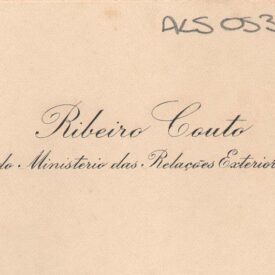 ALS 053
Ribeiro Couto
do Ministerio das Relações Exterior